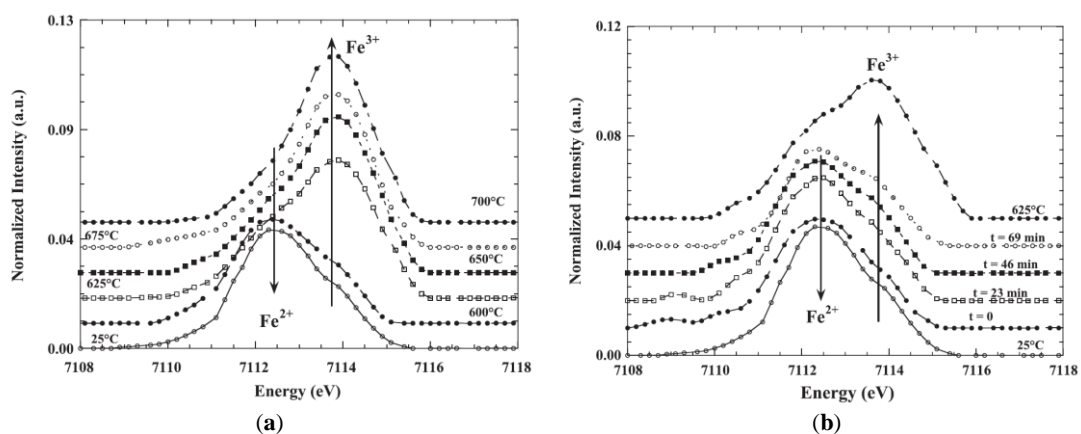 (a)
Normalized Intensity (a.u.)
0.12
0.09
0.04
0.00
Fe³⁺
Fe²⁺
700°C
675°C
650°C
625°C
600°C
25°C
7108 7110 7112 7114 7116 7118
Energy (eV)
(a)
(b)
Normalized Intensity (a.u.)
0.12
0.08
0.04
0.00
Fe³⁺
Fe²⁺
625°C
t = 69 min
t = 46 min
t = 23 min
t = 0
25°C
7108 7110 7112 7114 7116 7118
Energy (eV)
(b)